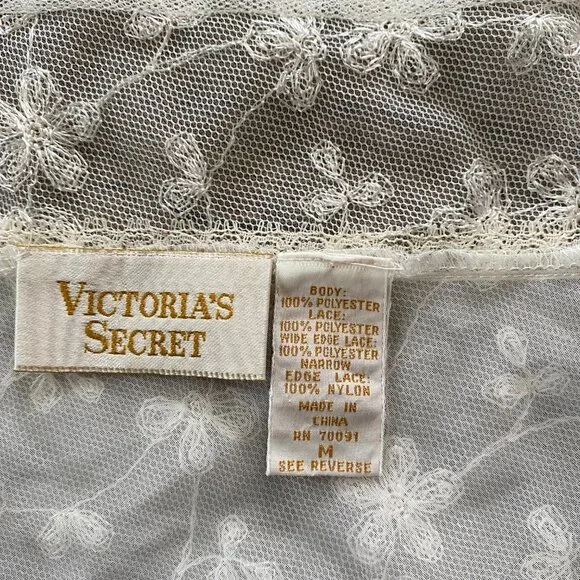 VICTORIA'S
SECRET
BODY:
100% POLYESTER
LACE:
100% POLYESTER
WIDE EDGE LACE:
100% POLYESTER
NARROW
EDGE LACE:
100% NYLON
MADE IN
CHINA
RN 70091
M
SEE REVERSE